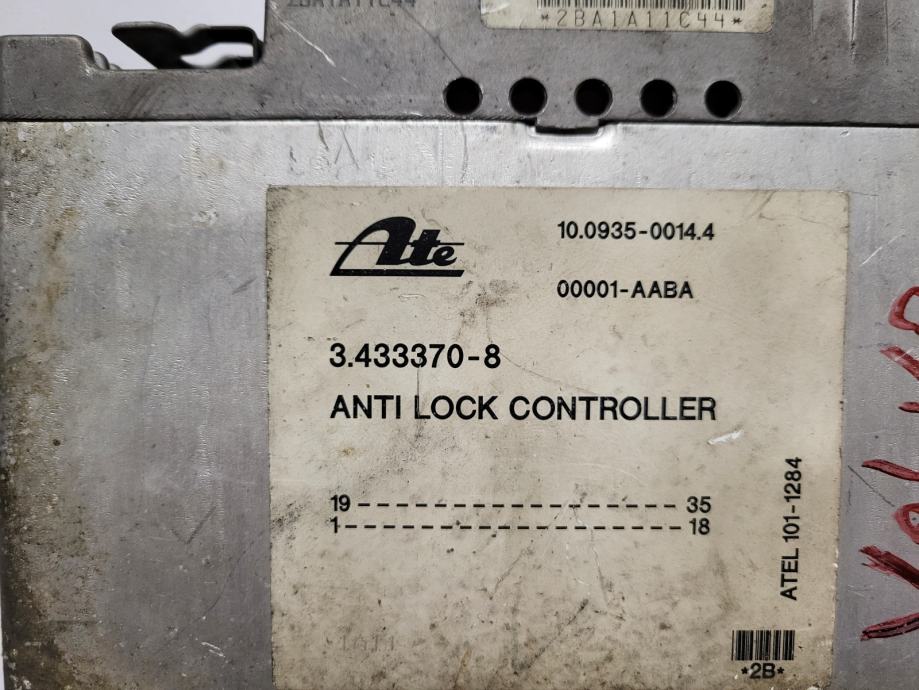 2BA1A11C44
*2BA1A11C44*
Ate
10.0935-0014.4
00001-AABA
3.433370-8
ANTI LOCK CONTROLLER
19 - - - - - - - - - - - - - - - - - - - - - - 35
1 - - - - - - - - - - - - - - - - - - - - - - - 18
ATEL 101-1284
*2B*